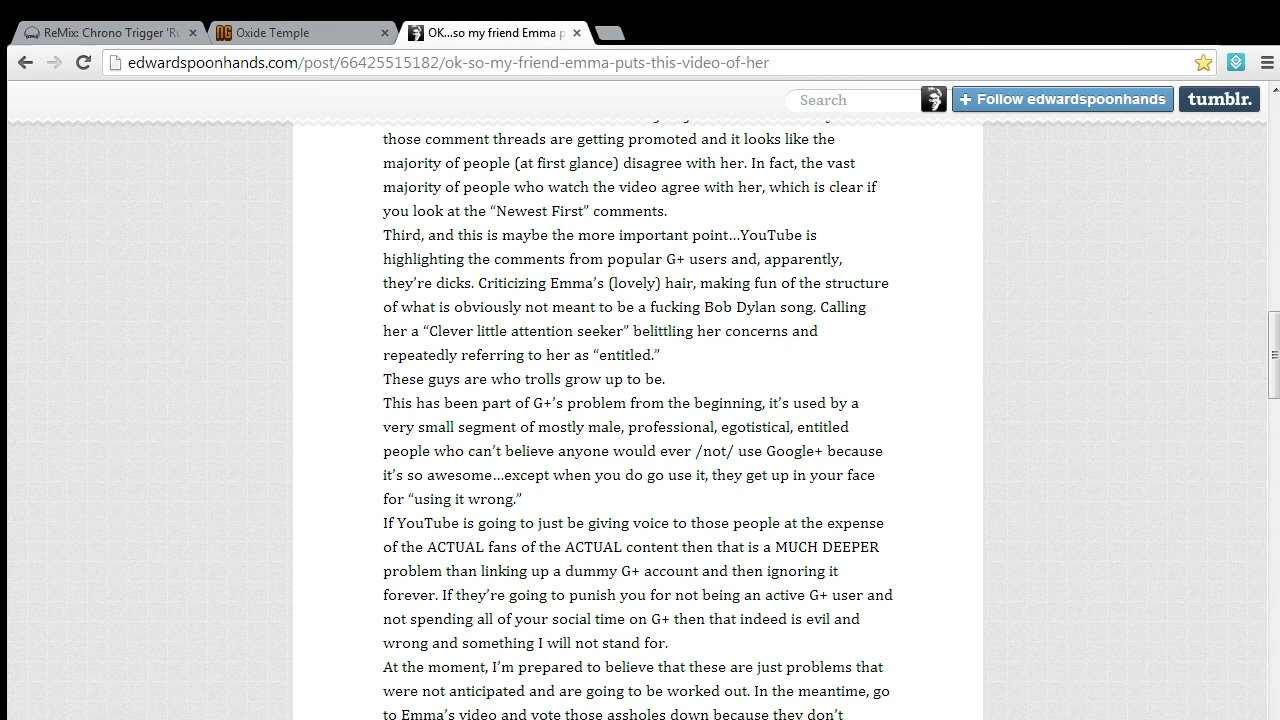 ReMix: Chrono Trigger 'Ru
Oxide Temple
OK...so my friend Emma p
edwardspoonhands.com/post/66425515182/ok-so-my-friend-emma-puts-this-video-of-her
Search
+ Follow edwardspoonhands
tumblr.
those comment threads are getting promoted and it looks like the
majority of people (at first glance) disagree with her. In fact, the vast
majority of people who watch the video agree with her, which is clear if
you look at the “Newest First” comments.
Third, and this is maybe the more important point…YouTube is
highlighting the comments from popular G+ users and, apparently,
they’re dicks. Criticizing Emma’s (lovely) hair, making fun of the structure
of what is obviously not meant to be a fucking Bob Dylan song. Calling
her a “Clever little attention seeker” belittling her concerns and
repeatedly referring to her as “entitled.”
These guys are who trolls grow up to be.
This has been part of G+’s problem from the beginning, it’s used by a
very small segment of mostly male, professional, egotistical, entitled
people who can’t believe anyone would ever /not/ use Google+ because
it’s so awesome…except when you do go use it, they get up in your face
for “using it wrong.”
If YouTube is going to just be giving voice to those people at the expense
of the ACTUAL fans of the ACTUAL content then that is a MUCH DEEPER
problem than linking up a dummy G+ account and then ignoring it
forever. If they’re going to punish you for not being an active G+ user and
not spending all of your social time on G+ then that indeed is evil and
wrong and something I will not stand for.
At the moment, I’m prepared to believe that these are just problems that
were not anticipated and are going to be worked out. In the meantime, go
to Emma’s video and vote those assholes down because they don’t